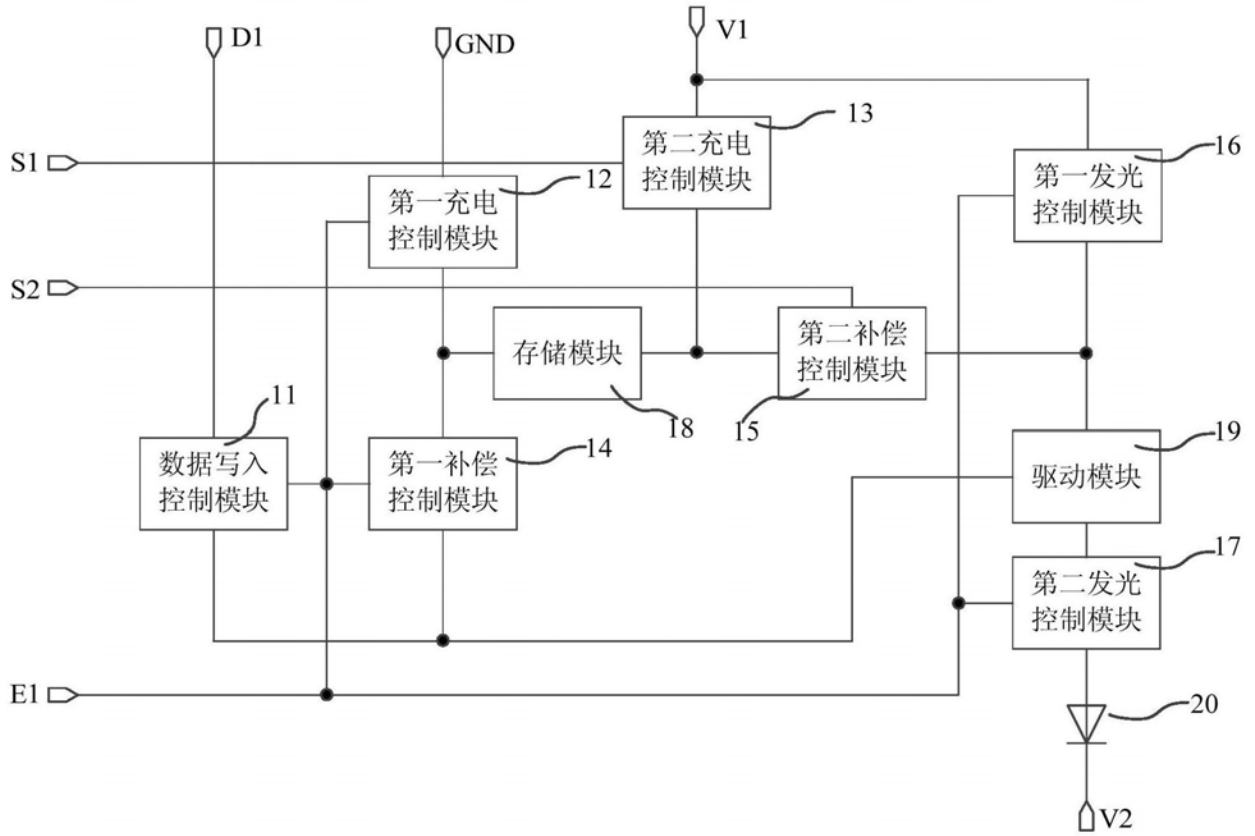 D1
GND
V1
13
S1
第二充电
控制模块
16
12
第一发光
控制模块
第一充电
控制模块
S2
存储模块
第二补偿
控制模块
11
18
15
14
19
数据写入
控制模块
第一补偿
控制模块
驱动模块
17
第二发光
控制模块
E1
20
V2